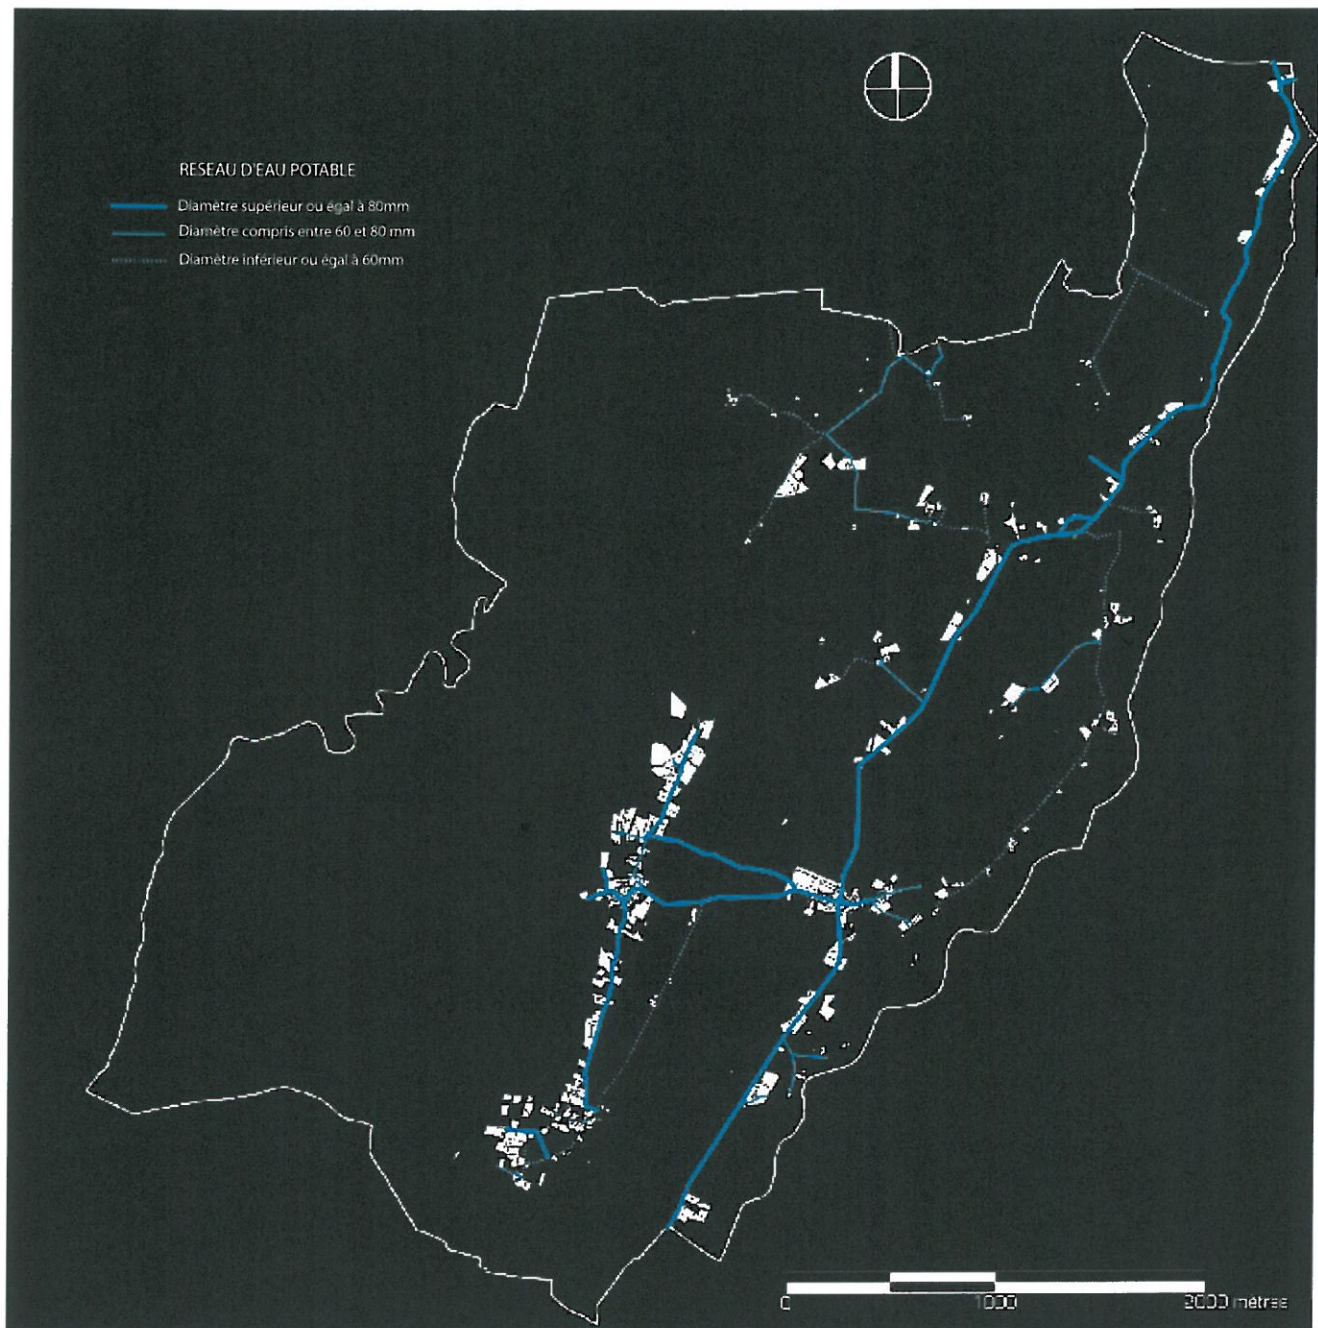 RESEAU D'EAU POTABLE
Diamètre supérieur ou égal à 80mm
Diamètre compris entre 60 et 80 mm
Diamètre inférieur ou égal à 60mm
0 1000 2000 mètres